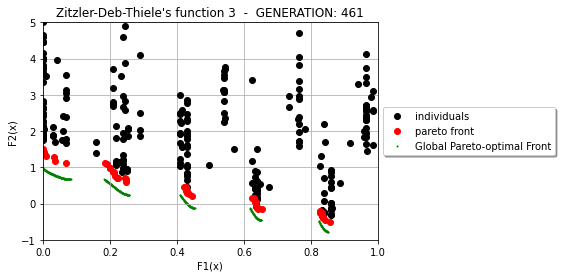 Zitzler-Deb-Thiele's function 3 - GENERATION: 461
5
4
3
2
1
0
−1
F2(x)
0.0 0.2 0.4 0.6 0.8 1.0
F1(x)
individuals
pareto front
Global Pareto-optimal Front